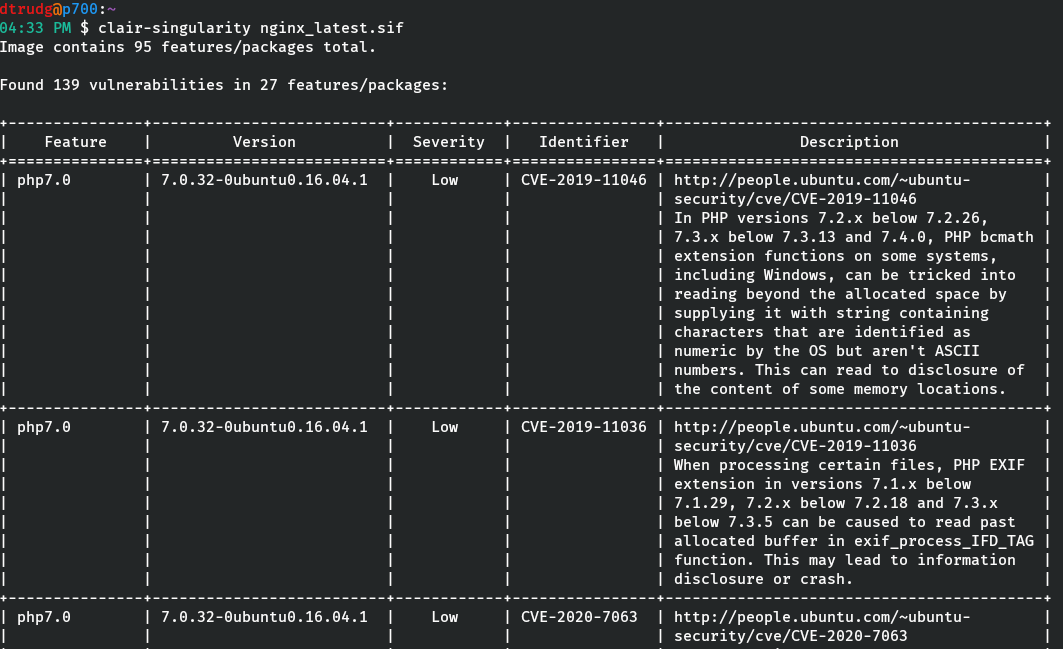 dtrudg@p700:~
04:33 PM $ clair-singularity nginx_latest.sif
Image contains 95 features/packages total.
Found 139 vulnerabilities in 27 features/packages:
+---------------+--------------------------+------------+----------------+------------------------------------------+
|    Feature    |         Version          |  Severity  |   Identifier   |               Description                |
+===============+==========================+============+================+==========================================+
| php7.0        | 7.0.32-0ubuntu0.16.04.1  |    Low     | CVE-2019-11046 | http://people.ubuntu.com/~ubuntu-        |
|               |                          |            |                | security/cve/CVE-2019-11046              |
|               |                          |            |                | In PHP versions 7.2.x below 7.2.26,      |
|               |                          |            |                | 7.3.x below 7.3.13 and 7.4.0, PHP bcmath |
|               |                          |            |                | extension functions on some systems,     |
|               |                          |            |                | including Windows, can be tricked into   |
|               |                          |            |                | reading beyond the allocated space by    |
|               |                          |            |                | supplying it with string containing      |
|               |                          |            |                | characters that are identified as        |
|               |                          |            |                | numeric by the OS but aren't ASCII       |
|               |                          |            |                | numbers. This can read to disclosure of  |
|               |                          |            |                | the content of some memory locations.    |
+---------------+--------------------------+------------+----------------+------------------------------------------+
| php7.0        | 7.0.32-0ubuntu0.16.04.1  |    Low     | CVE-2019-11036 | http://people.ubuntu.com/~ubuntu-        |
|               |                          |            |                | security/cve/CVE-2019-11036              |
|               |                          |            |                | When processing certain files, PHP EXIF  |
|               |                          |            |                | extension in versions 7.1.x below        |
|               |                          |            |                | 7.1.29, 7.2.x below 7.2.18 and 7.3.x     |
|               |                          |            |                | below 7.3.5 can be caused to read past   |
|               |                          |            |                | allocated buffer in exif_process_IFD_TAG |
|               |                          |            |                | function. This may lead to information   |
|               |                          |            |                | disclosure or crash.                     |
+---------------+--------------------------+------------+----------------+------------------------------------------+
| php7.0        | 7.0.32-0ubuntu0.16.04.1  |    Low     | CVE-2020-7063  | http://people.ubuntu.com/~ubuntu-        |
|               |                          |            |                | security/cve/CVE-2020-7063               |